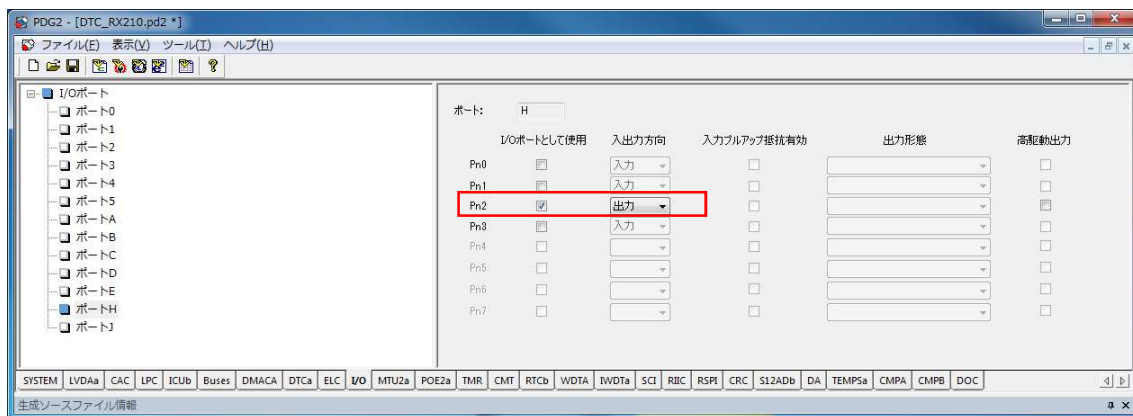 PDG2 - [DTC_RX210.pd2 *]
ファイル(F) 表示(V) ツール(T) ヘルプ(H)
I/Oポート
ポート0
ポート1
ポート2
ポート3
ポート4
ポート5
ポートA
ポートB
ポートC
ポートD
ポートE
ポートH
ポートJ
ポート: H
I/Oポートとして使用 入出力方向 入力プルアップ抵抗有効 出力形態 高駆動出力
Pn0 入力
Pn1 入力
Pn2 出力
Pn3 入力
Pn4
Pn5
Pn6
Pn7
SYSTEM LVDAa CAC LPC ICUb Buses DMACA DTCa ELC I/O MTU2a POE2a TMR CMT RTCb WDTA IWDTa SCI RIIC RSPI CRC S12ADb DA TEMPSa CMPA CMPB DOC
生成ソースファイル情報